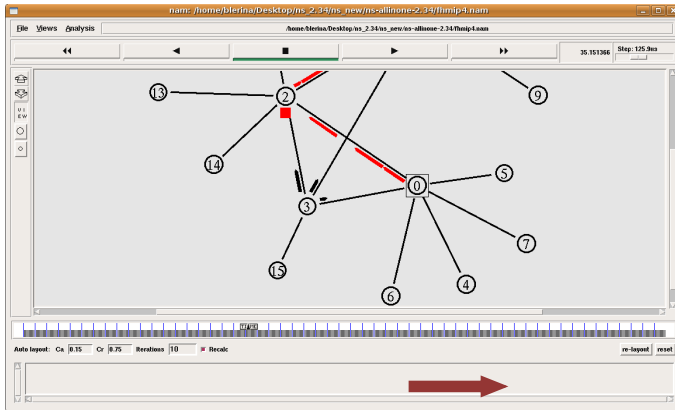 nam: /home/blerina/Desktop/ns_2.34/ns_new/ns-allinone-2.34/fhmip4.nam
File Views Analysis /home/blerina/Desktop/ns_2.34/ns_new/ns-allinone-2.34/fhmip4.nam
35.151366 Step: 125.9ms
2
13
9
VIEW
14
5
0
3
7
15
4
6
TIME
Auto layout: Ca 0.15 Cr 0.75 Iterations 10 Recalc re-layout reset